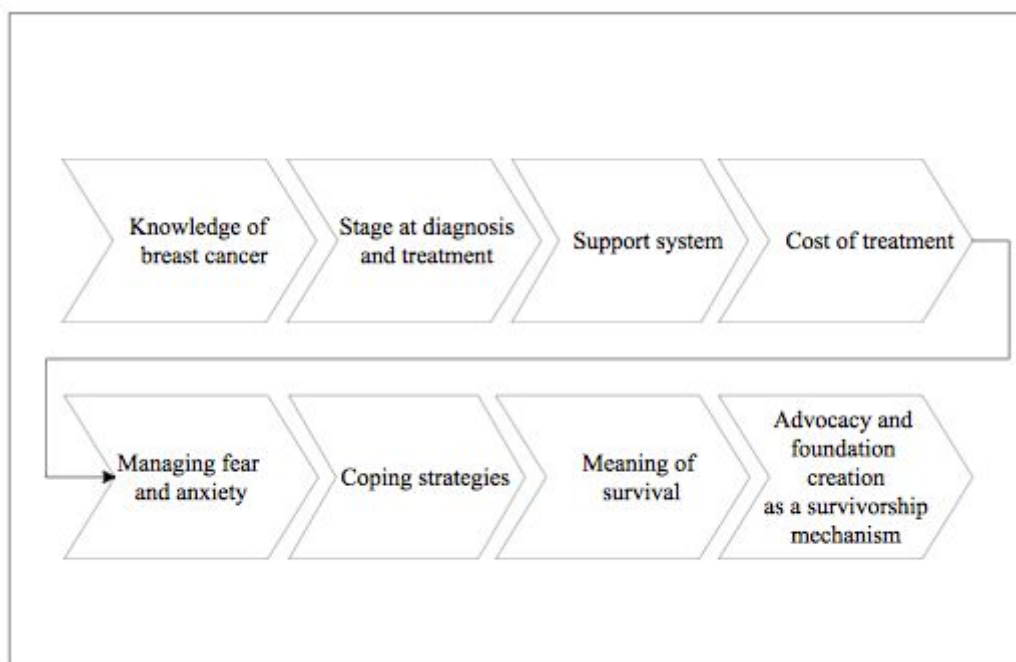 Knowledge of
breast cancer
Stage at diagnosis
and treatment
Support system
Cost of treatment
Managing fear
and anxiety
Coping strategies
Meaning of
survival
Advocacy and
foundation
creation
as a survivorship
mechanism